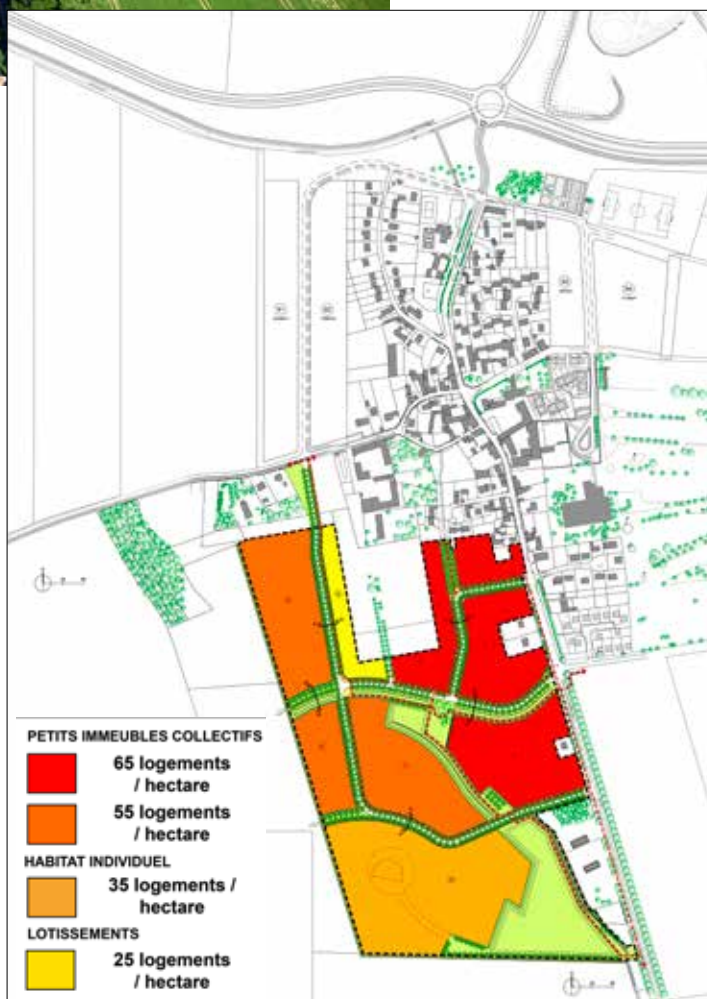 PETITS IMMEUBLES COLLECTIFS
65 logements
/ hectare
55 logements
/ hectare
HABITAT INDIVIDUEL
35 logements /
hectare
LOTISSEMENTS
25 logements
/ hectare